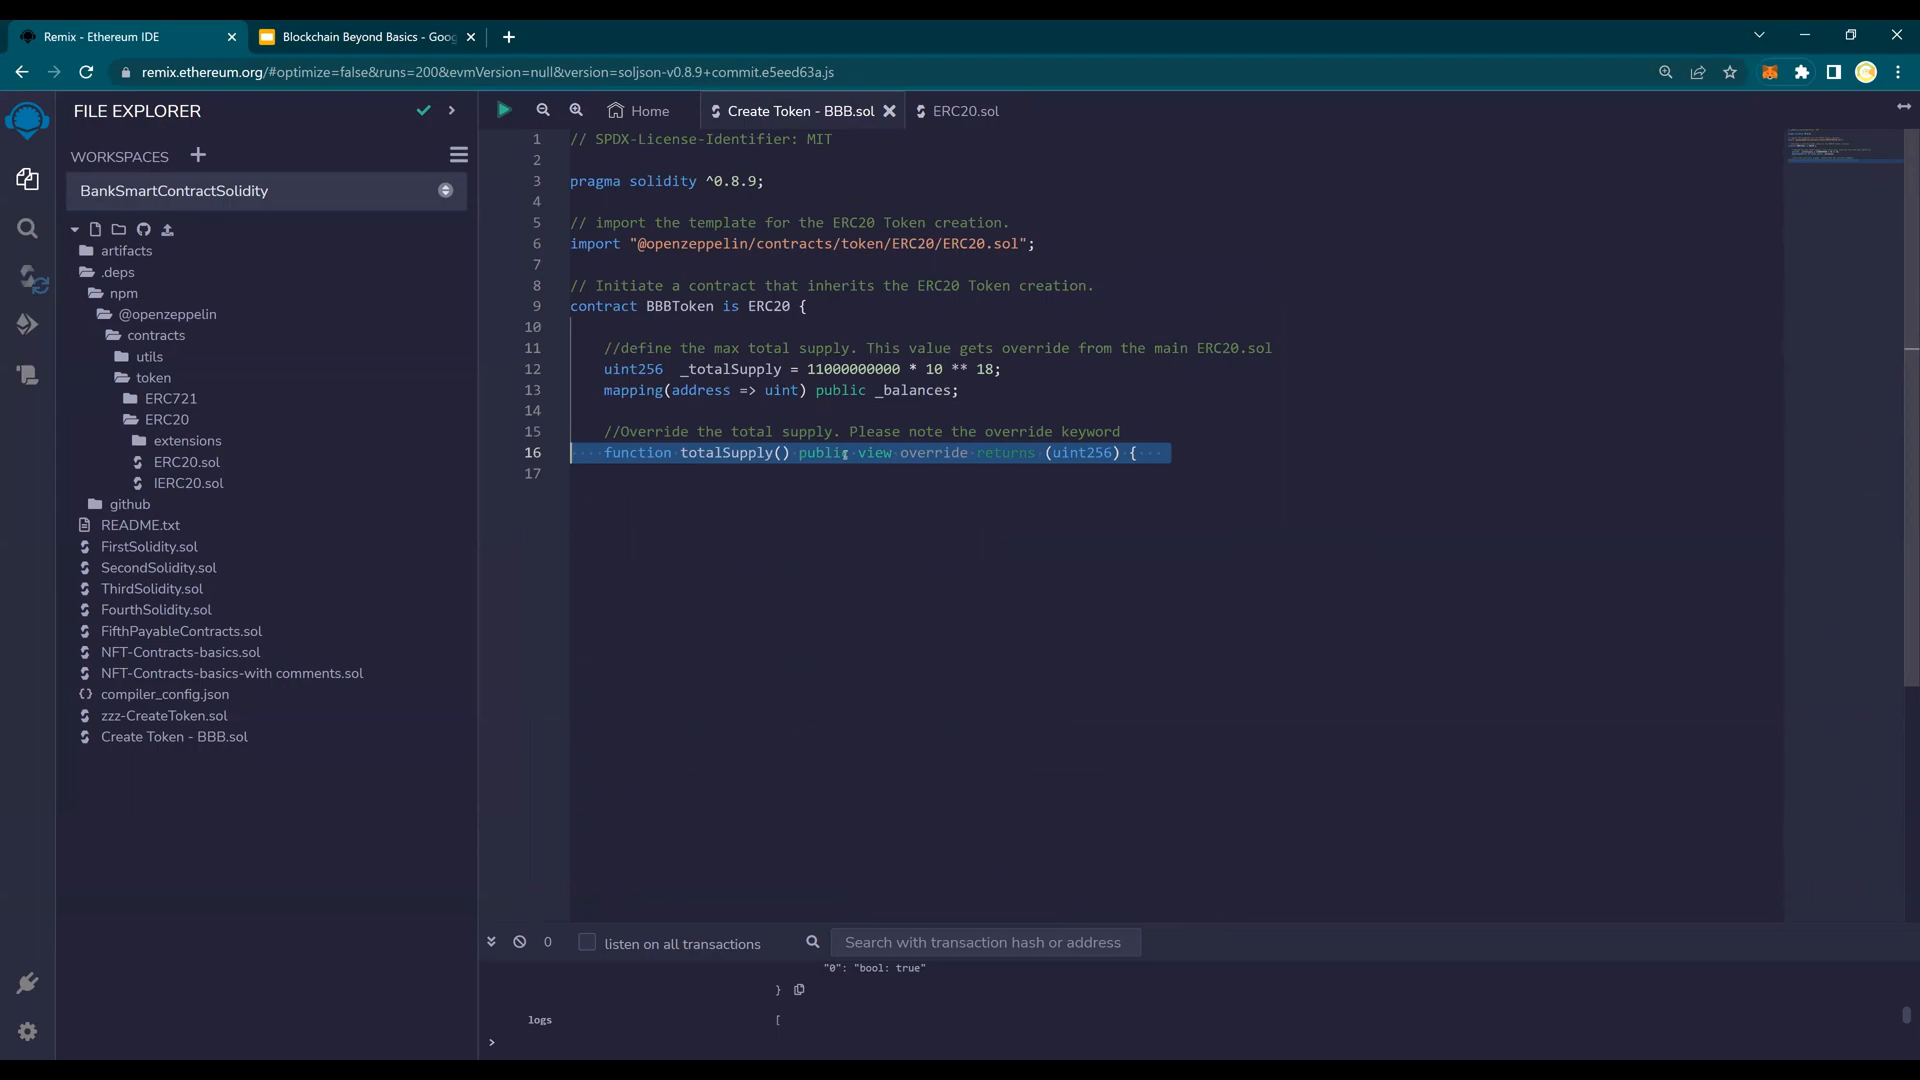 Remix - Ethereum IDE
Blockchain Beyond Basics - Goog
remix.ethereum.org/#optimize=false&runs=200&evmVersion=null&version=soljson-v0.8.9+commit.e5eed63a.js
FILE EXPLORER
Home
Create Token - BBB.sol
ERC20.sol
WORKSPACES
BankSmartContractSolidity
artifacts
.deps
npm
@openzeppelin
contracts
utils
token
ERC721
ERC20
extensions
ERC20.sol
IERC20.sol
github
README.txt
FirstSolidity.sol
SecondSolidity.sol
ThirdSolidity.sol
FourthSolidity.sol
FifthPayableContracts.sol
NFT-Contracts-basics.sol
NFT-Contracts-basics-with comments.sol
compiler_config.json
zzz-CreateToken.sol
Create Token - BBB.sol
1 // SPDX-License-Identifier: MIT
2
3 pragma solidity ^0.8.9;
4
5 // import the template for the ERC20 Token creation.
6 import "@openzeppelin/contracts/token/ERC20/ERC20.sol";
7
8 // Initiate a contract that inherits the ERC20 Token creation.
9 contract BBBToken is ERC20 {
10
11 //define the max total supply. This value gets override from the main ERC20.sol
12 uint256  _totalSupply = 11000000000 * 10 ** 18;
13 mapping(address => uint) public _balances;
14
15 //Override the total supply. Please note the override keyword
16 function totalSupply() public view override returns (uint256) {
17
0
listen on all transactions
Search with transaction hash or address
"0": "bool: true"
}
logs [
>